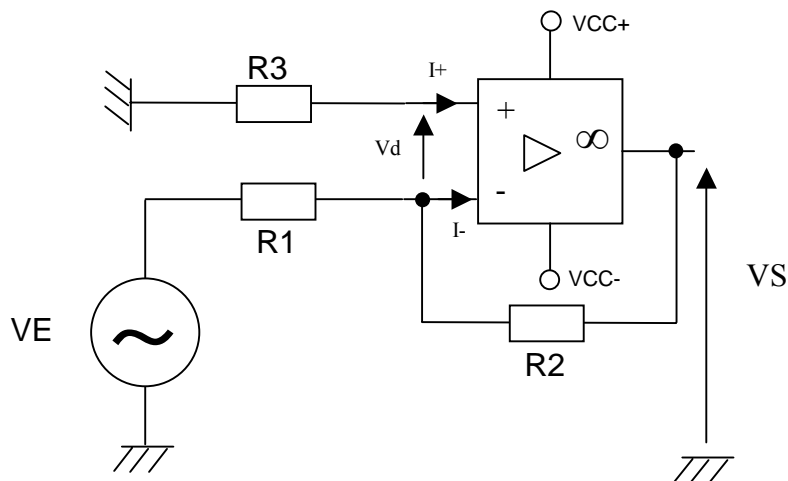 VCC+
R3
I+
+
∞
Vd
-
R1
I-
VCC-
VS
VE
R2